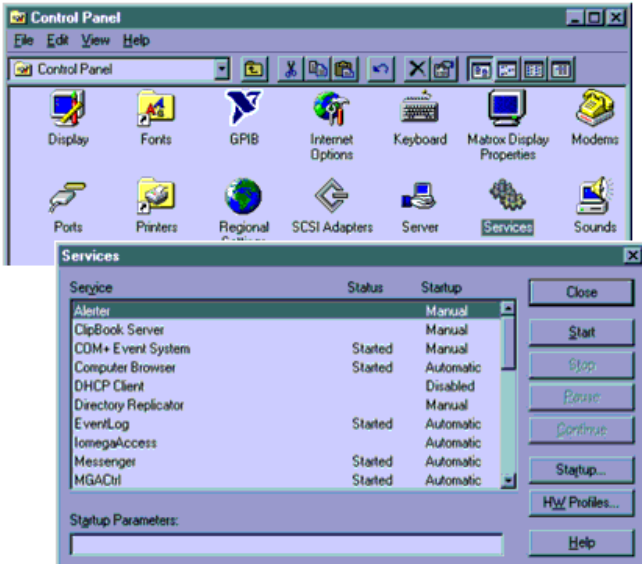 Control Panel
File Edit View Help
Control Panel
Display Fonts GPIB Internet Options Keyboard Matrox Display Properties Modems
Ports Printers Regional SCSI Adapters Server Services Sounds
Services
Service Status Startup
Close
Alerter Manual
ClipBook Server Manual
Start
COM+ Event System Started Manual
Computer Browser Started Automatic
Stop
DHCP Client Disabled
Directory Replicator Manual
Pause
EventLog Started Automatic
Continue
IomegaAccess Automatic
Messenger Started Automatic
Startup...
MGACtrl Started Automatic
HW Profiles...
Startup Parameters:
Help